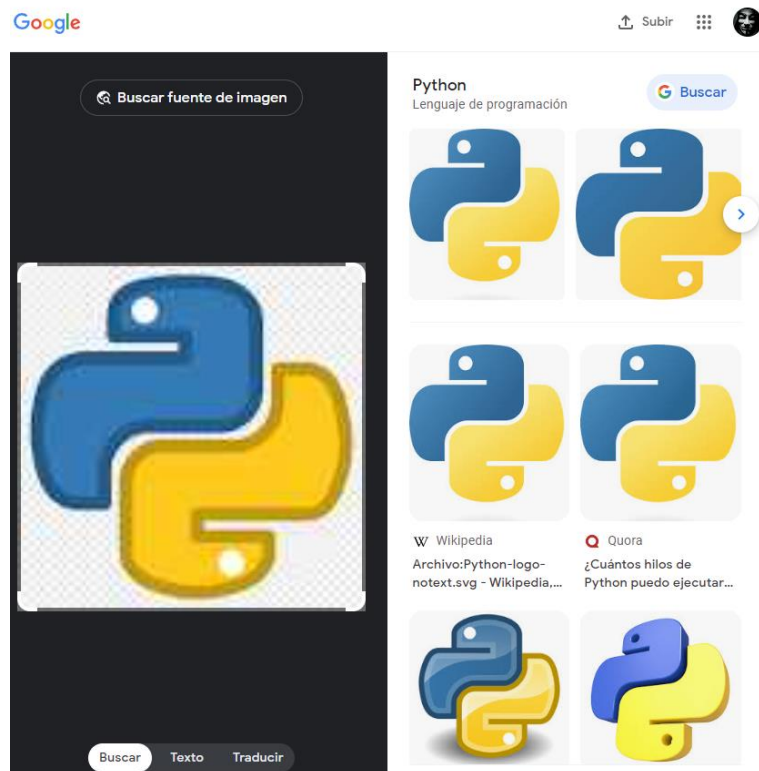 Google
Subir
Buscar fuente de imagen
Python
Lenguaje de programación
Buscar
Wikipedia
Archivo:Python-logo-
notext.svg - Wikipedia,...
Quora
¿Cuántos hilos de
Python puedo ejecutar...
Buscar
Texto
Traducir